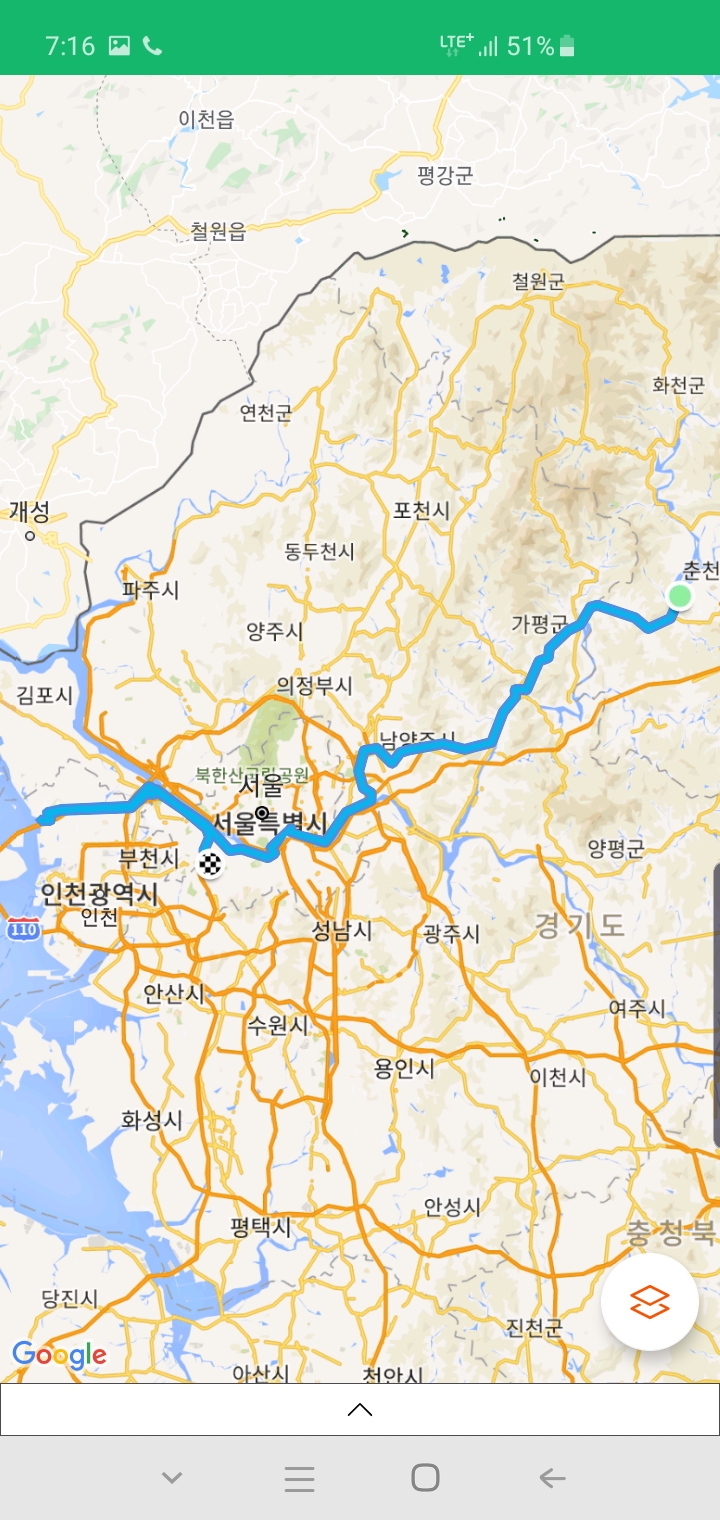 7:16 LTE+ 51%
이천읍
평강군
철원읍
철원군
화천군
연천군
개성
포천시
동두천시
춘천
파주시
가평군
양주시
의정부시
김포시
남양주시
북한산국립공원
서울
서울특별시
양평군
부천시
인천광역시
인천
110
경기도
성남시
광주시
안산시
여주시
수원시
용인시
이천시
화성시
안성시
평택시
충청북
당진시
진천군
Google
아산시
천안시